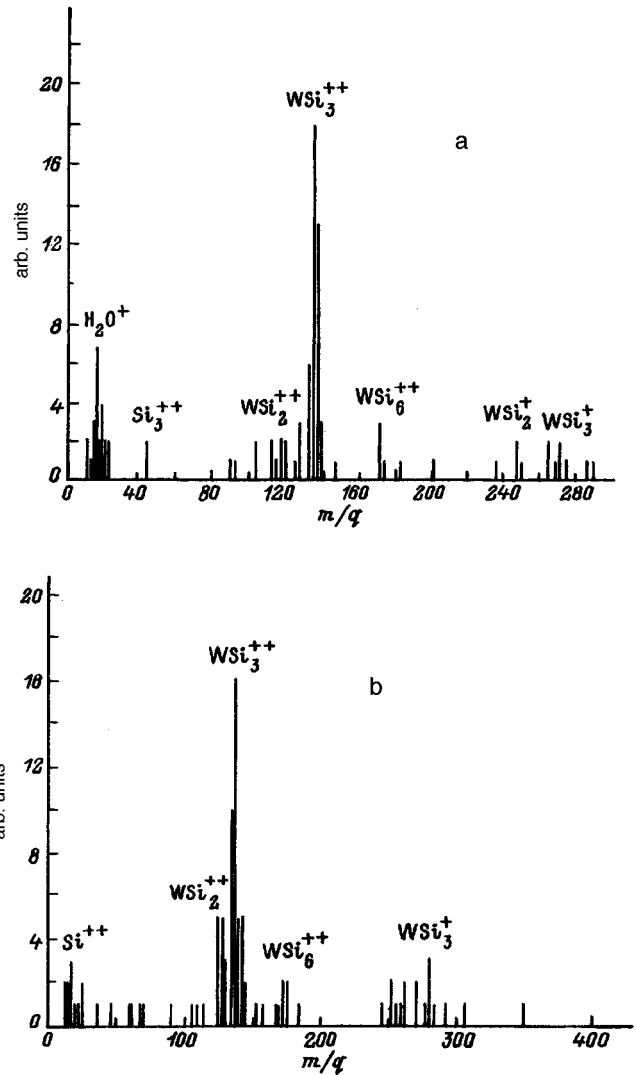 20
16
12
8
4
0
arb. units
WSi₃⁺⁺
a
H₂O⁺
Si₃⁺⁺
WSi₂⁺⁺
WSi₆⁺⁺
WSi₂⁺
WSi₃⁺
0 40 80 120 160 200 240 280
m/q
20
16
12
8
4
0
arb. units
WSi₃⁺⁺
b
WSi₂⁺⁺
Si⁺⁺
WSi₆⁺⁺
WSi₃⁺
0 100 200 300 400
m/q